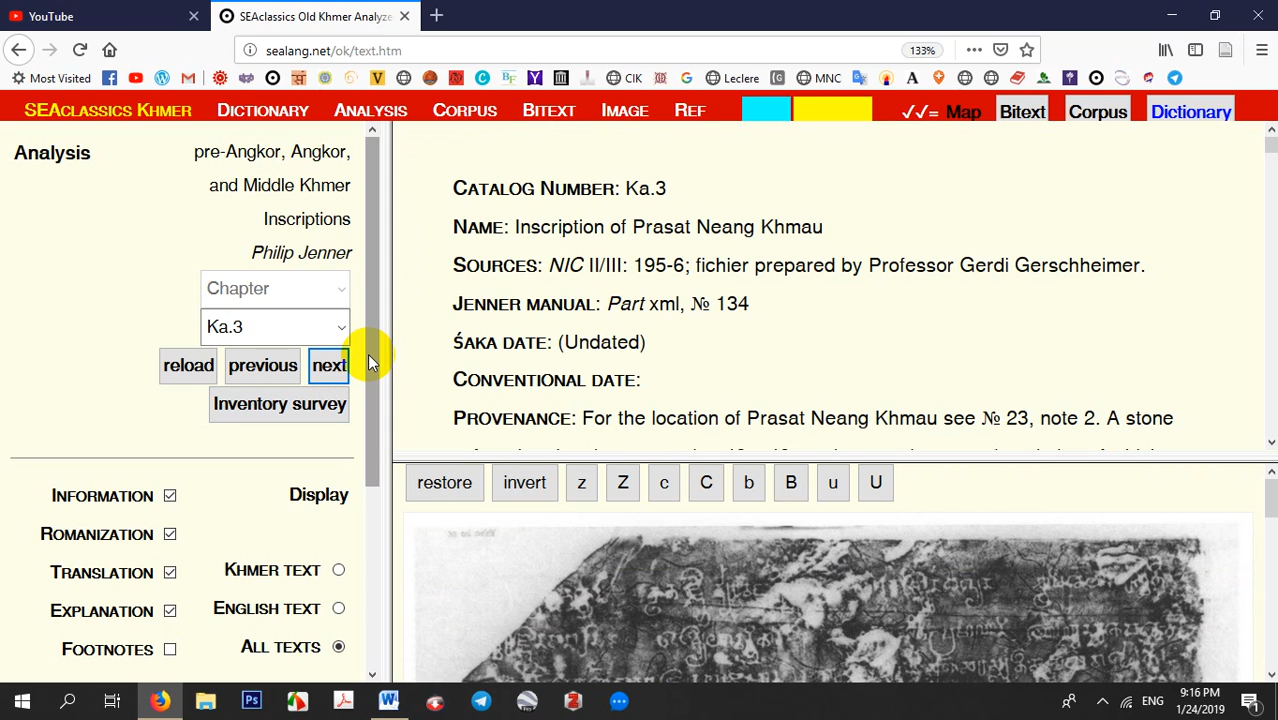 YouTube
SEAclassics Old Khmer Analyze
sealang.net/ok/text.htm
133%
Most Visited
CIK
Leclere
MNC
SEACLASSICS KHMER DICTIONARY ANALYSIS CORPUS BITEXT IMAGE REF ✓✓= Map Bitext Corpus Dictionary
Analysis
pre-Angkor, Angkor,
and Middle Khmer
Inscriptions
Philip Jenner
Chapter
Ka.3
reload previous next
Inventory survey
INFORMATION Display
ROMANIZATION
TRANSLATION KHMER TEXT
EXPLANATION ENGLISH TEXT
FOOTNOTES ALL TEXTS
CATALOG NUMBER: Ka.3
NAME: Inscription of Prasat Neang Khmau
SOURCES: NIC II/III: 195-6; fichier prepared by Professor Gerdi Gerschheimer.
JENNER MANUAL: Part xml, № 134
ŚAKA DATE: (Undated)
CONVENTIONAL DATE:
PROVENANCE: For the location of Prasat Neang Khmau see № 23, note 2. A stone
restore invert z Z c C b B u U
ENG
9:16 PM
1/24/2019